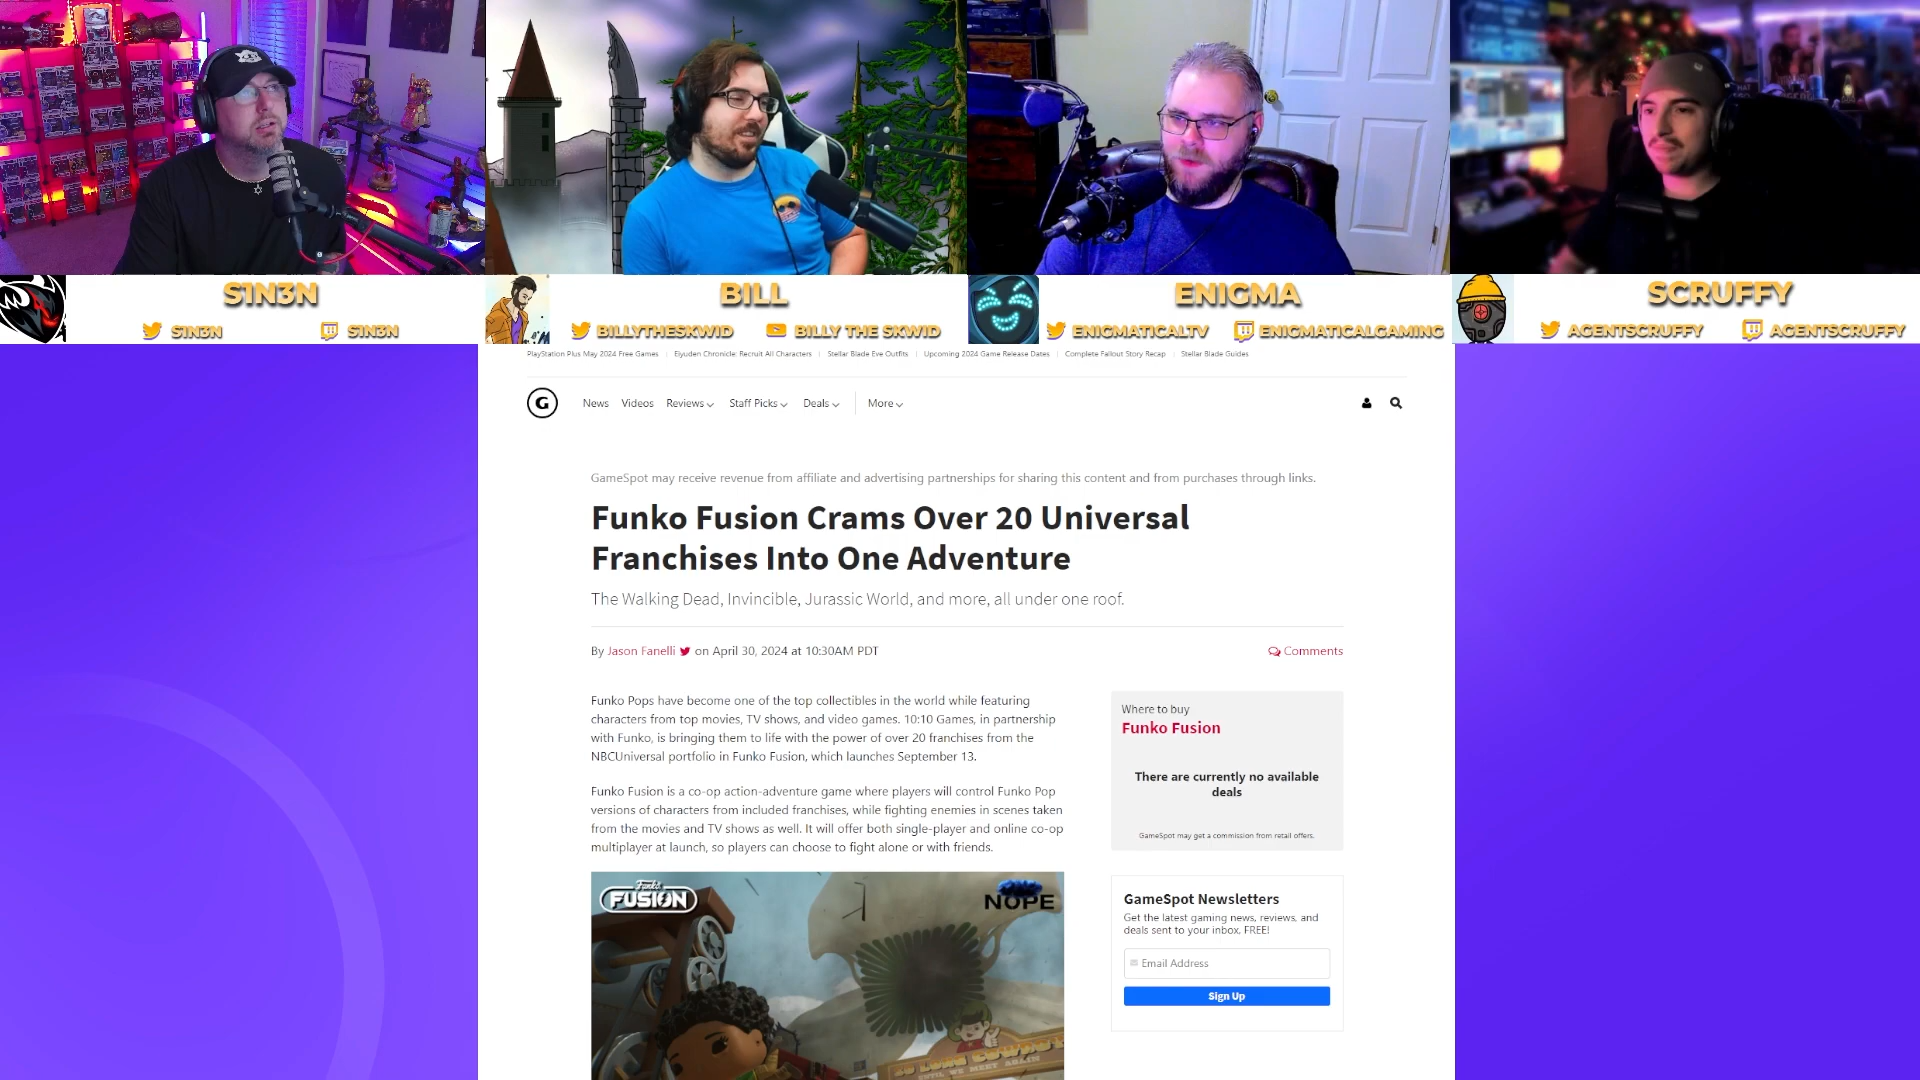 S1N3N
S1N3N
S1N3N
BILL
BILLYTHESKWID
BILLY THE SKWID
ENIGMA
ENIGMATICALTV
ENIGMATICALGAMING
SCRUFFY
AGENTSCRUFFY
AGENTSCRUFFY
PlayStation Plus May 2024 Free Games
Eiyuden Chronicle: Recruit All Characters
Stellar Blade Eve Outfits
Upcoming 2024 Game Release Dates
Complete Fallout Story Recap
Stellar Blade Guides
G
News
Videos
Reviews
Staff Picks
Deals
More
GameSpot may receive revenue from affiliate and advertising partnerships for sharing this content and from purchases through links.
Funko Fusion Crams Over 20 Universal
Franchises Into One Adventure
The Walking Dead, Invincible, Jurassic World, and more, all under one roof.
By Jason Fanelli on April 30, 2024 at 10:30AM PDT
Comments
Funko Pops have become one of the top collectibles in the world while featuring
characters from top movies, TV shows, and video games. 10:10 Games, in partnership
with Funko, is bringing them to life with the power of over 20 franchises from the
NBCUniversal portfolio in Funko Fusion, which launches September 13.
Funko Fusion is a co-op action-adventure game where players will control Funko Pop
versions of characters from included franchises, while fighting enemies in scenes taken
from the movies and TV shows as well. It will offer both single-player and online co-op
multiplayer at launch, so players can choose to fight alone or with friends.
Funko
FUSION
NOPE
UNTIL WE MEET AGAIN!
Where to buy
Funko Fusion
There are currently no available
deals
GameSpot may get a commission from retail offers.
GameSpot Newsletters
Get the latest gaming news, reviews, and
deals sent to your inbox, FREE!
Email Address
Sign Up